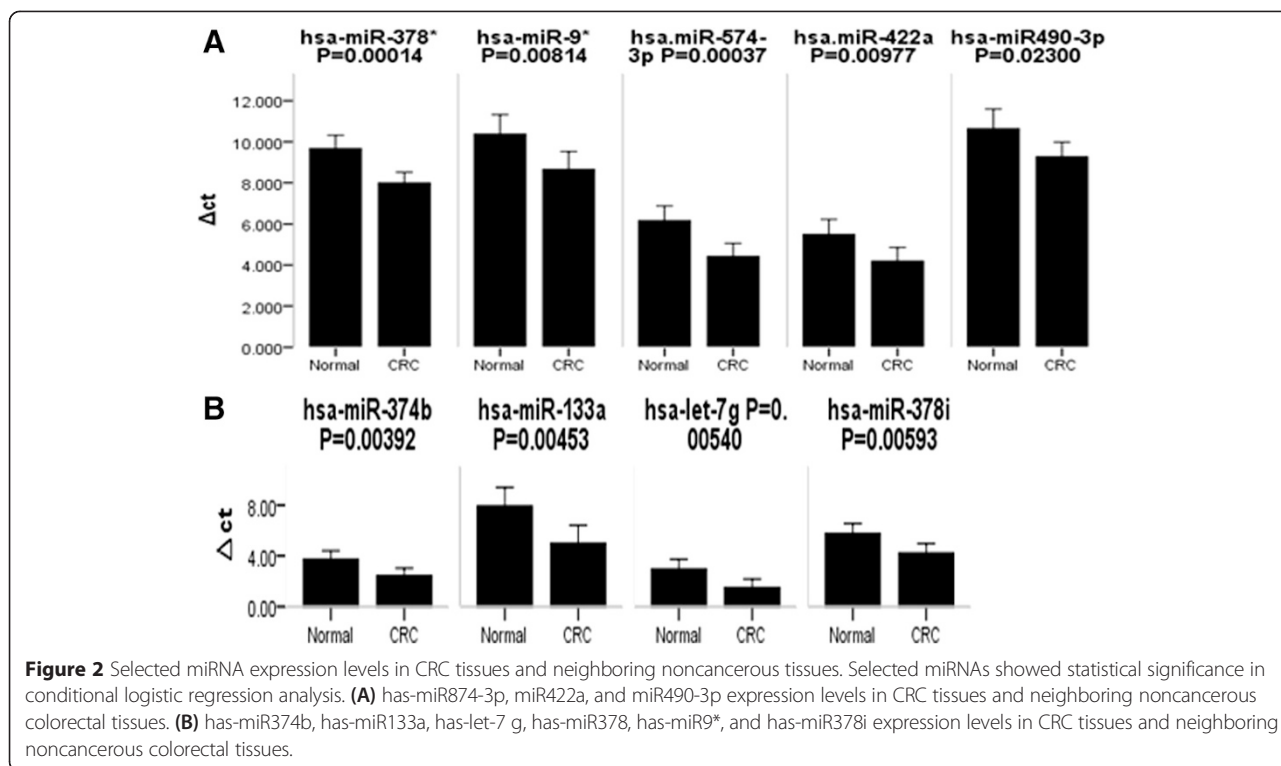 A
hsa-miR-378* hsa-miR-9* hsa.miR-574- hsa.miR-422a hsa-miR490-3p
P=0.00014 P=0.00814 3p P=0.00037 P=0.00977 P=0.02300
12.000
10.000
8.000
6.000
4.000
2.000
0.000
Δct
Normal CRC Normal CRC Normal CRC Normal CRC Normal CRC
B
hsa-miR-374b hsa-miR-133a hsa-let-7g P=0. hsa-miR-378i
P=0.00392 P=0.00453 00540 P=0.00593
8.00
4.00
0.00
Δ ct
Normal CRC Normal CRC Normal CRC Normal CRC
Figure 2 Selected miRNA expression levels in CRC tissues and neighboring noncancerous tissues. Selected miRNAs showed statistical significance in
conditional logistic regression analysis. (A) has-miR874-3p, miR422a, and miR490-3p expression levels in CRC tissues and neighboring noncancerous
colorectal tissues. (B) has-miR374b, has-miR133a, has-let-7 g, has-miR378, has-miR9*, and has-miR378i expression levels in CRC tissues and neighboring
noncancerous colorectal tissues.